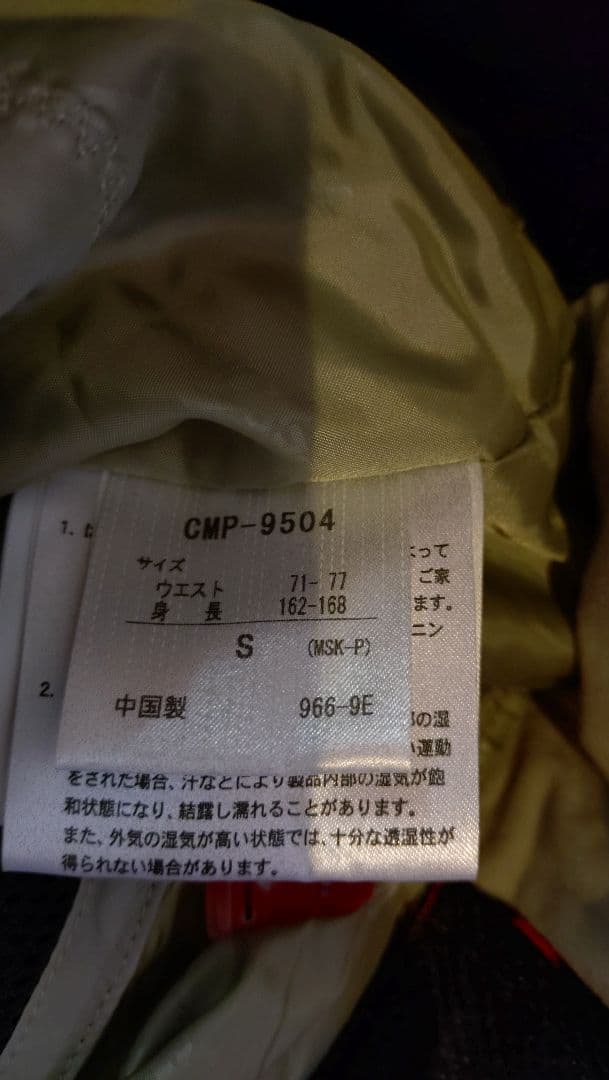 CMP-9504
サイズ
ウエスト 71-77
身長 162-168
S (MSK-P)
中国製 966-9E
1.
よって
ご家
ます。
ニン
2.
部の湿
い運動
をされた場合、汗などにより製品内部の湿気が飽
和状態になり、結露し濡れることがあります。
また、外気の湿気が高い状態では、十分な透湿性が
得られない場合があります。